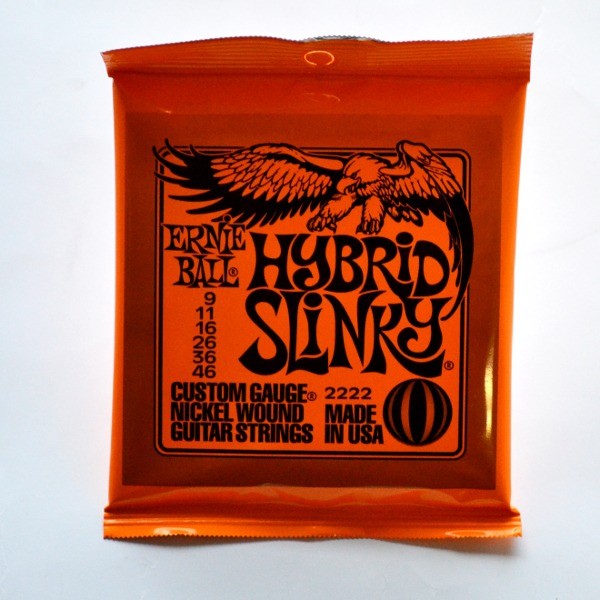 ERNIE
BALL®
HYBRID
SLINKY®
9
11
16
26
36
46
CUSTOM GAUGE® 2222
NICKEL WOUND
GUITAR STRINGS
MADE
IN USA